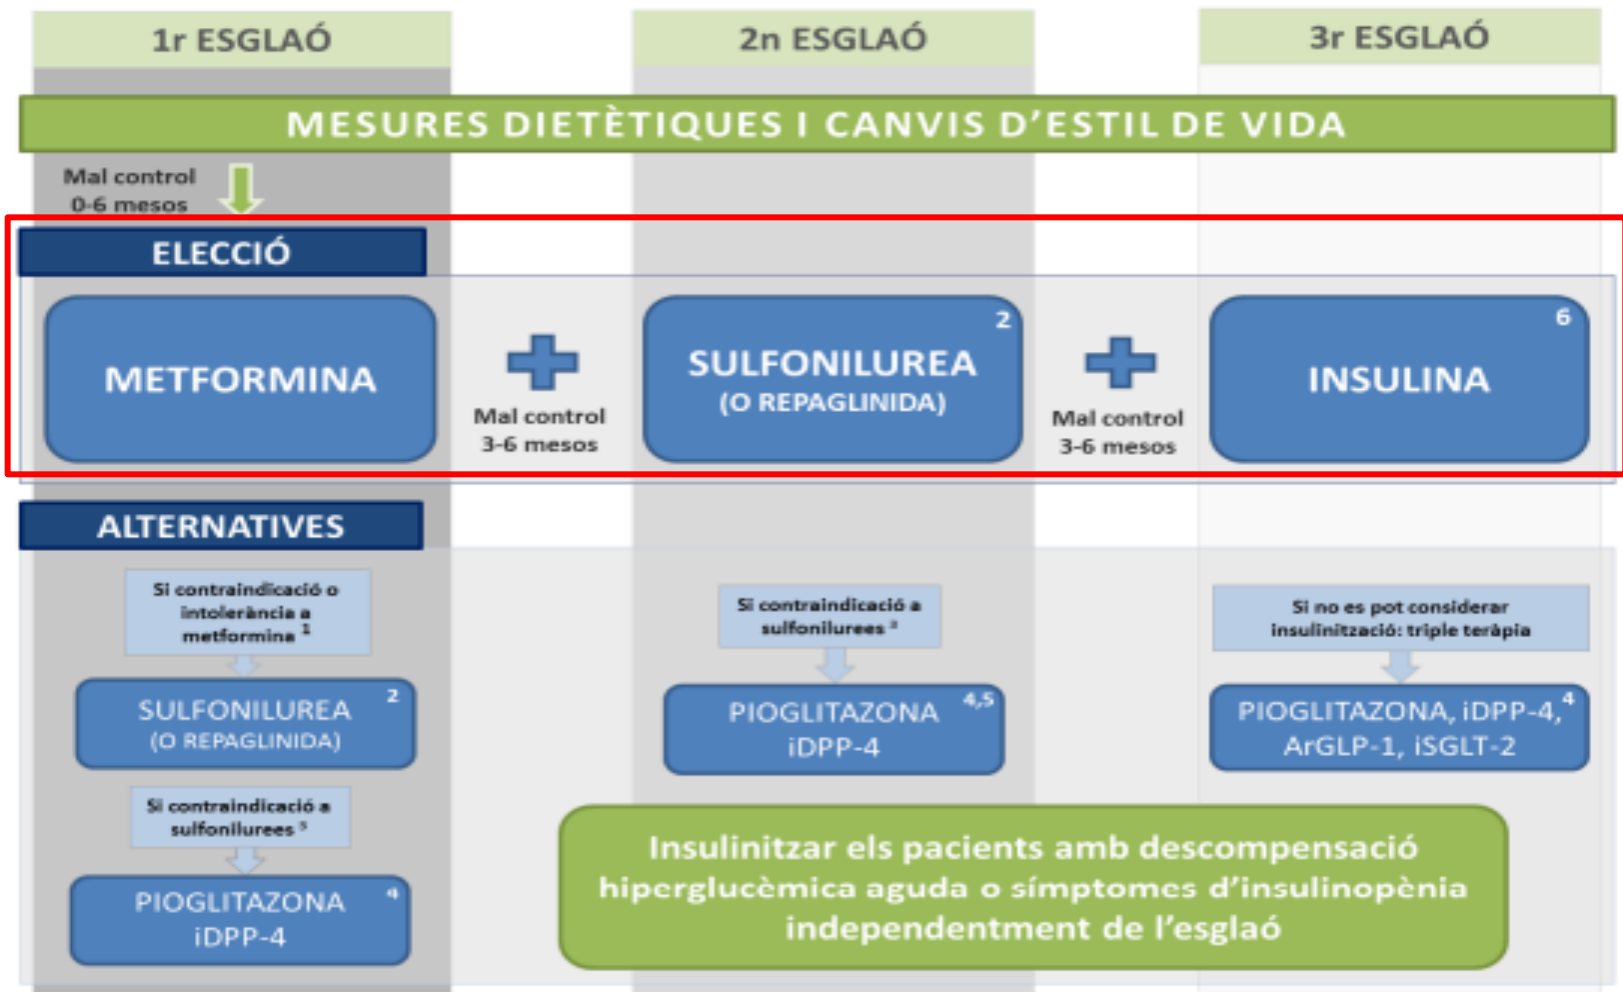 1r ESGLAÓ
2n ESGLAÓ
3r ESGLAÓ
MESURES DIETÈTIQUES I CANVIS D'ESTIL DE VIDA
Mal control
0-6 mesos
ELECCIÓ
METFORMINA
Mal control
3-6 mesos
SULFONILUREA 2
(O REPAGLINIDA)
Mal control
3-6 mesos
INSULINA 6
ALTERNATIVES
Si contraindicació o
intolerància a
metformina 1
SULFONILUREA 2
(O REPAGLINIDA)
Si contraindicació a
sulfonilurees 3
PIOGLITAZONA 4
iDPP-4
Si contraindicació a
sulfonilurees 3
PIOGLITAZONA 4,5
iDPP-4
Si no es pot considerar
insulinització: triple teràpia
PIOGLITAZONA, iDPP-4, 4
ArGLP-1, iSGLT-2
Insulinitzar els pacients amb descompensació
hiperglucèmica aguda o símptomes d'insulinopènia
independentment de l'esglaó